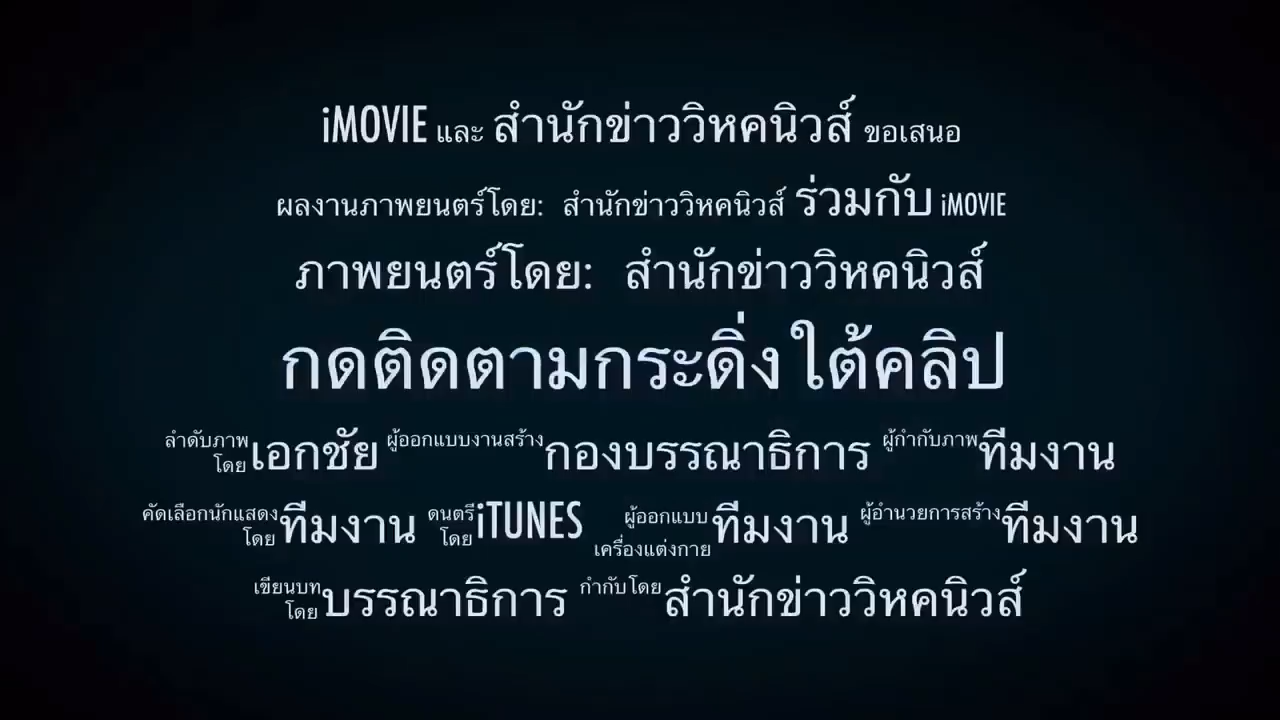 iMOVIE และ สำนักข่าววิหคนิวส์ ขอเสนอ
ผลงานภาพยนตร์โดย: สำนักข่าววิหคนิวส์ ร่วมกับ iMOVIE
ภาพยนตร์โดย: สำนักข่าววิหคนิวส์
กดติดตามกระดิ่ง ใต้คลิป
ลำดับภาพโดย เอกชัย ผู้ออกแบบงานสร้าง กองบรรณาธิการ ผู้กำกับภาพ ทีมงาน
คัดเลือกนักแสดงโดย ทีมงาน ดนตรีโดย iTUNES ผู้ออกแบบเครื่องแต่งกาย ทีมงาน ผู้อำนวยการสร้าง ทีมงาน
เขียนบทโดย บรรณาธิการ กำกับโดย สำนักข่าววิหคนิวส์